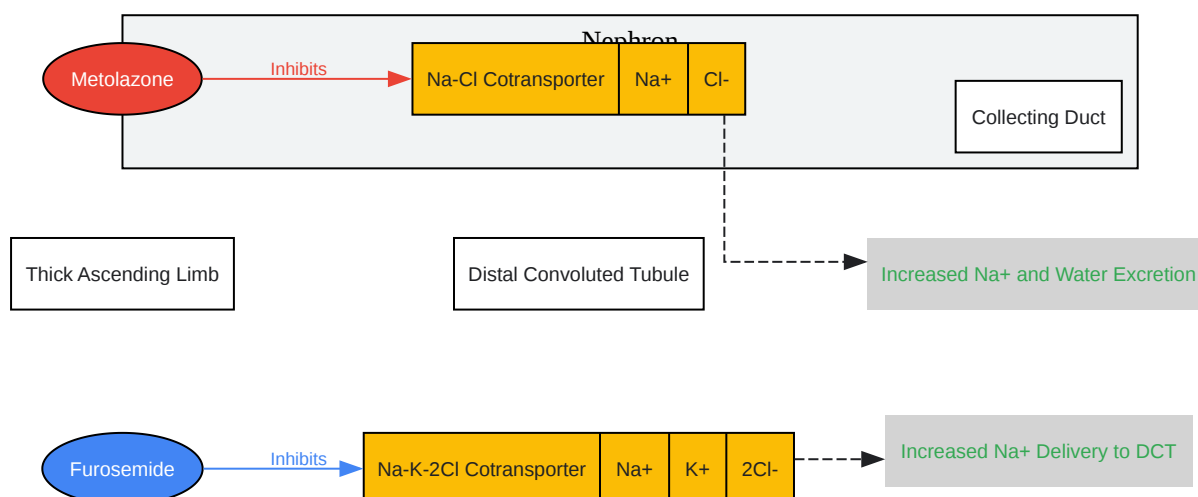 Nephron
Metolazone
Inhibits
Na-Cl Cotransporter
Na+
Cl-
Collecting Duct
Thick Ascending Limb
Distal Convoluted Tubule
Increased Na+ and Water Excretion
Furosemide
Inhibits
Na-K-2Cl Cotransporter
Na+
K+
2Cl-
Increased Na+ Delivery to DCT